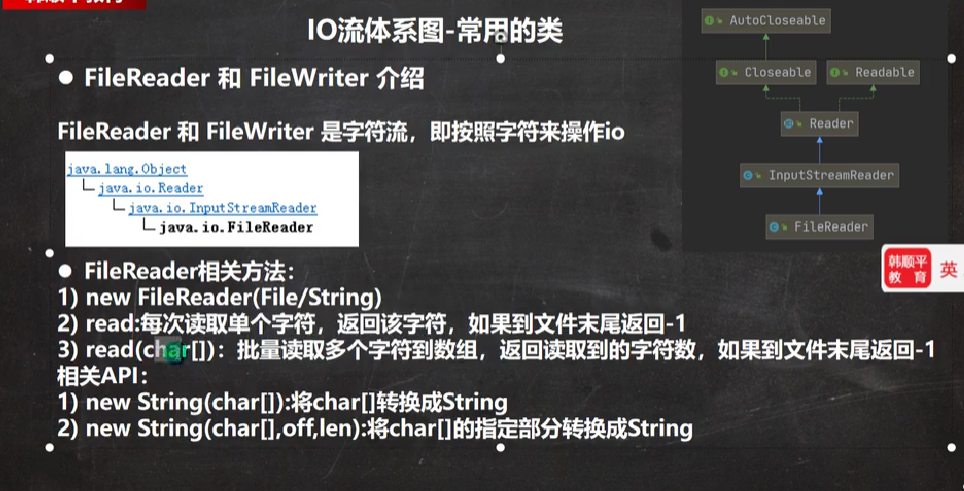 IO流体系图-常用的类
● FileReader 和 FileWriter 介绍
FileReader 和 FileWriter 是字符流，即按照字符来操作io
java.lang.Object
java.io.Reader
java.io.InputStreamReader
java.io.FileReader
AutoCloseable
Closeable
Readable
Reader
InputStreamReader
FileReader
● FileReader相关方法：
1) new FileReader(File/String)
2) read:每次读取单个字符，返回该字符，如果到文件末尾返回-1
3) read(char[])：批量读取多个字符到数组，返回读取到的字符数，如果到文件末尾返回-1
相关API：
1) new String(char[]):将char[]转换成String
2) new String(char[],off,len):将char[]的指定部分转换成String
韩顺平
教育
英